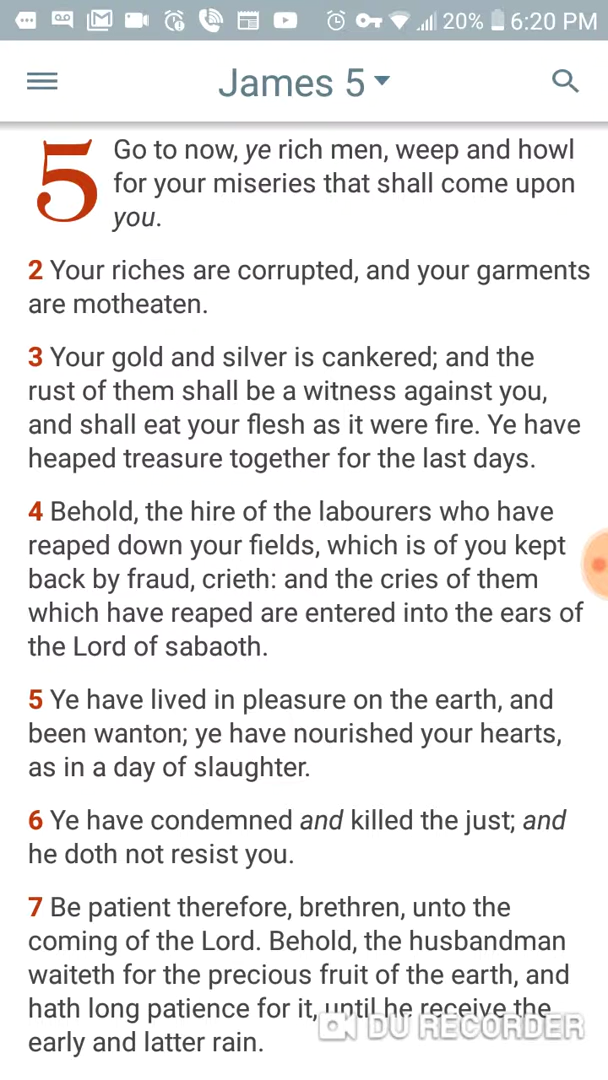 20% 6:20 PM
James 5
5 Go to now, ye rich men, weep and howl
for your miseries that shall come upon
you.
2 Your riches are corrupted, and your garments
are motheaten.
3 Your gold and silver is cankered; and the
rust of them shall be a witness against you,
and shall eat your flesh as it were fire. Ye have
heaped treasure together for the last days.
4 Behold, the hire of the labourers who have
reaped down your fields, which is of you kept
back by fraud, crieth: and the cries of them
which have reaped are entered into the ears of
the Lord of sabaoth.
5 Ye have lived in pleasure on the earth, and
been wanton; ye have nourished your hearts,
as in a day of slaughter.
6 Ye have condemned and killed the just; and
he doth not resist you.
7 Be patient therefore, brethren, unto the
coming of the Lord. Behold, the husbandman
waiteth for the precious fruit of the earth, and
hath long patience for it, until he receive the
DU RECORDER
early and latter rain.